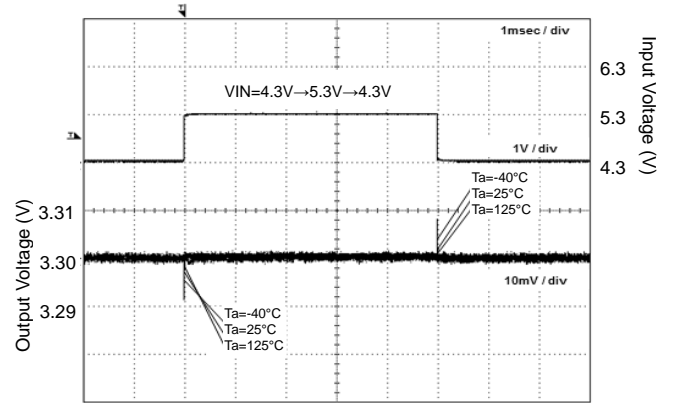 T
1msec / div
6.3
VIN=4.3V→5.3V→4.3V
5.3
T
1V / div
4.3
Input Voltage (V)
Ta=-40°C
Ta=25°C
Ta=125°C
3.31
3.30
10mV / div
3.29
Output Voltage (V)
Ta=-40°C
Ta=25°C
Ta=125°C